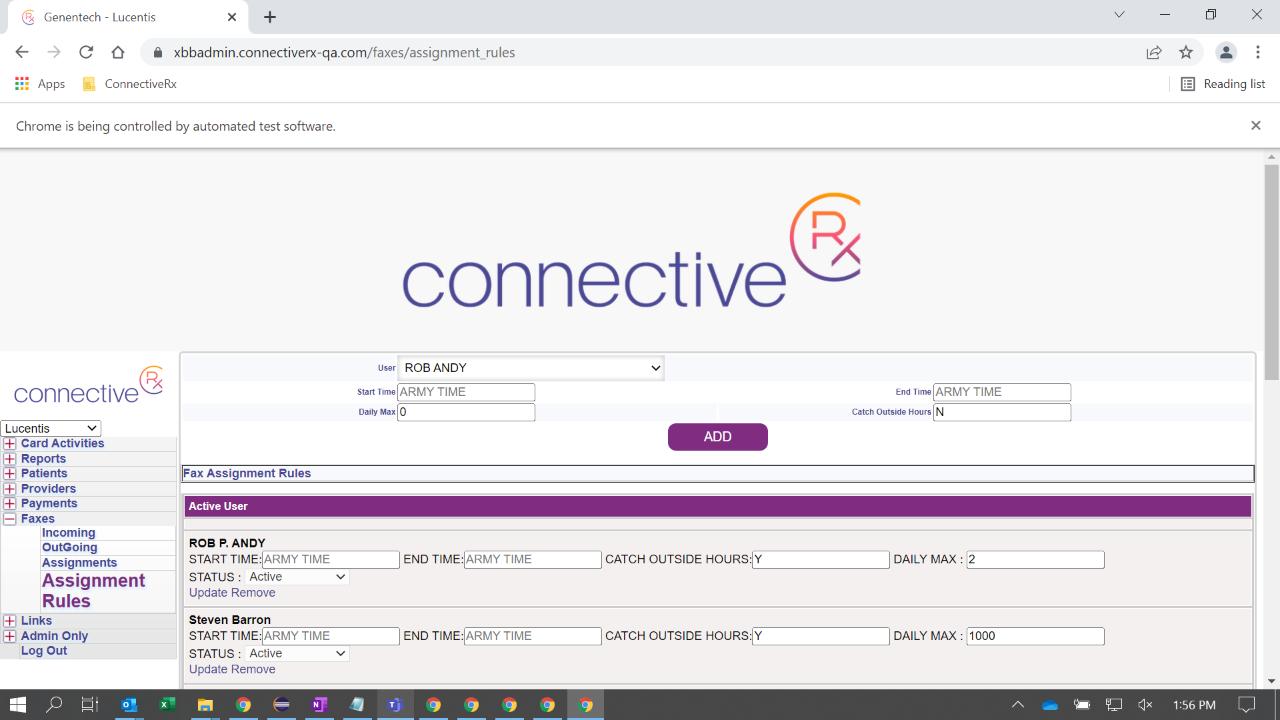 Genentech - Lucentis
xbbadmin.connectiverx-qa.com/faxes/assignment_rules
Apps ConnectiveRx Reading list
Chrome is being controlled by automated test software.
connective Rx
connective Rx
Lucentis
Card Activities
Reports
Patients
Providers
Payments
Faxes
Incoming
OutGoing
Assignments
Assignment
Rules
Links
Admin Only
Log Out
User ROB ANDY
Start Time ARMY TIME End Time ARMY TIME
Daily Max 0 Catch Outside Hours N
ADD
Fax Assignment Rules
Active User
ROB P. ANDY
START TIME: ARMY TIME END TIME: ARMY TIME CATCH OUTSIDE HOURS: Y DAILY MAX : 2
STATUS : Active
Update Remove
Steven Barron
START TIME: ARMY TIME END TIME: ARMY TIME CATCH OUTSIDE HOURS: Y DAILY MAX : 1000
STATUS : Active
Update Remove
1:56 PM